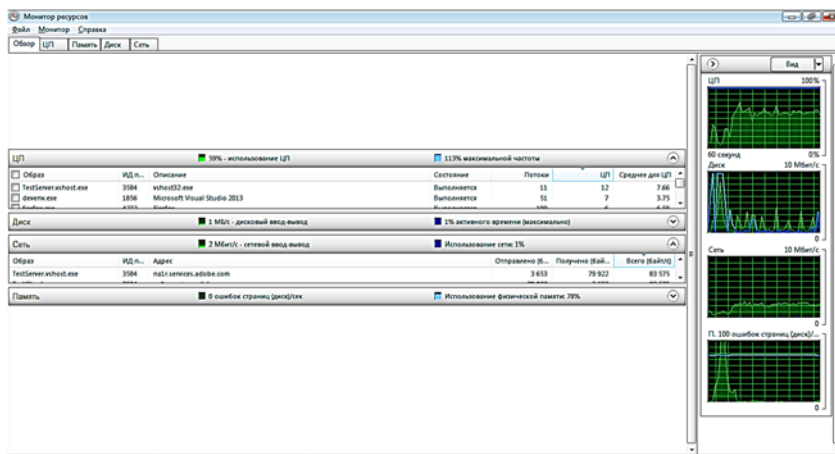 Монитор ресурсов
Файл Монитор Справка
Обзор ЦП Память Диск Сеть
ЦП 59% - использование ЦП 113% максимальной частоты
Образ ИД п... Описание Состояние Потоки ЦП Среднее для ЦП
TestServer.vshost.exe 3584 vshost32.exe Выполняется 11 12 7.66
devenv.exe 1856 Microsoft Visual Studio 2013 Выполняется 51 7 3.75
Диск 1 МБ/с - дисковый ввод-вывод 1% активного времени (максимально)
Сеть 2 Мбит/с - сетевой ввод-вывод Использование сети: 1%
Образ ИД п... Адрес Отправлено (б... Получено (бай... Всего (байт/с)
TestServer.vshost.exe 3584 na1r.services.adobe.com 3 653 79 922 83 575
Память 0 ошибок страниц (диск)/сек Использование физической памяти: 78%
Вид
ЦП 100%
60 секунд 0%
Диск 10 Мбит/с
0
Сеть 10 Мбит/с
0
П. 100 ошибок страниц (диск)/...
0